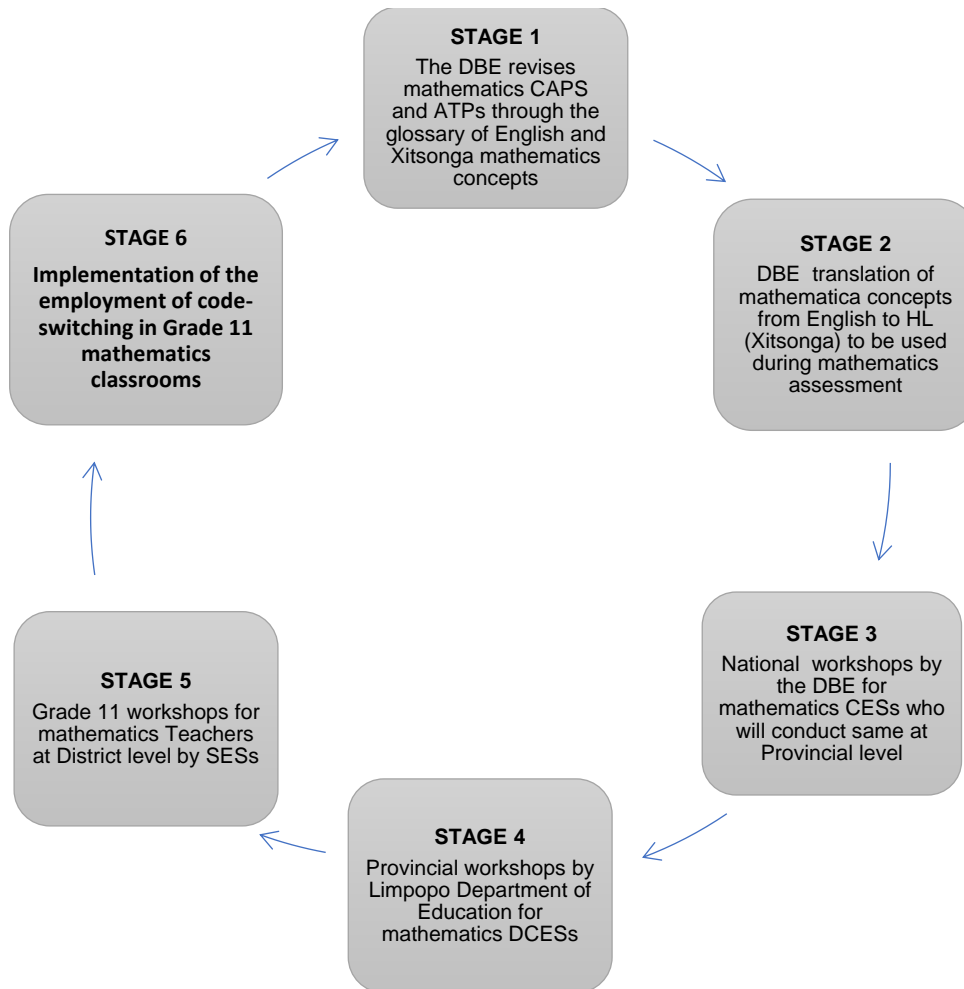 STAGE 1
The DBE revises
mathematics CAPS
and ATPs through the
glossary of English and
Xitsonga mathematics
concepts
STAGE 2
DBE translation of
mathematica concepts
from English to HL
(Xitsonga) to be used
during mathematics
assessment
STAGE 3
National workshops by
the DBE for
mathematics CESs who
will conduct same at
Provincial level
STAGE 4
Provincial workshops by
Limpopo Department of
Education for
mathematics DCESs
STAGE 5
Grade 11 workshops for
mathematics Teachers
at District level by SESs
STAGE 6
Implementation of the
employment of code-
switching in Grade 11
mathematics
classrooms